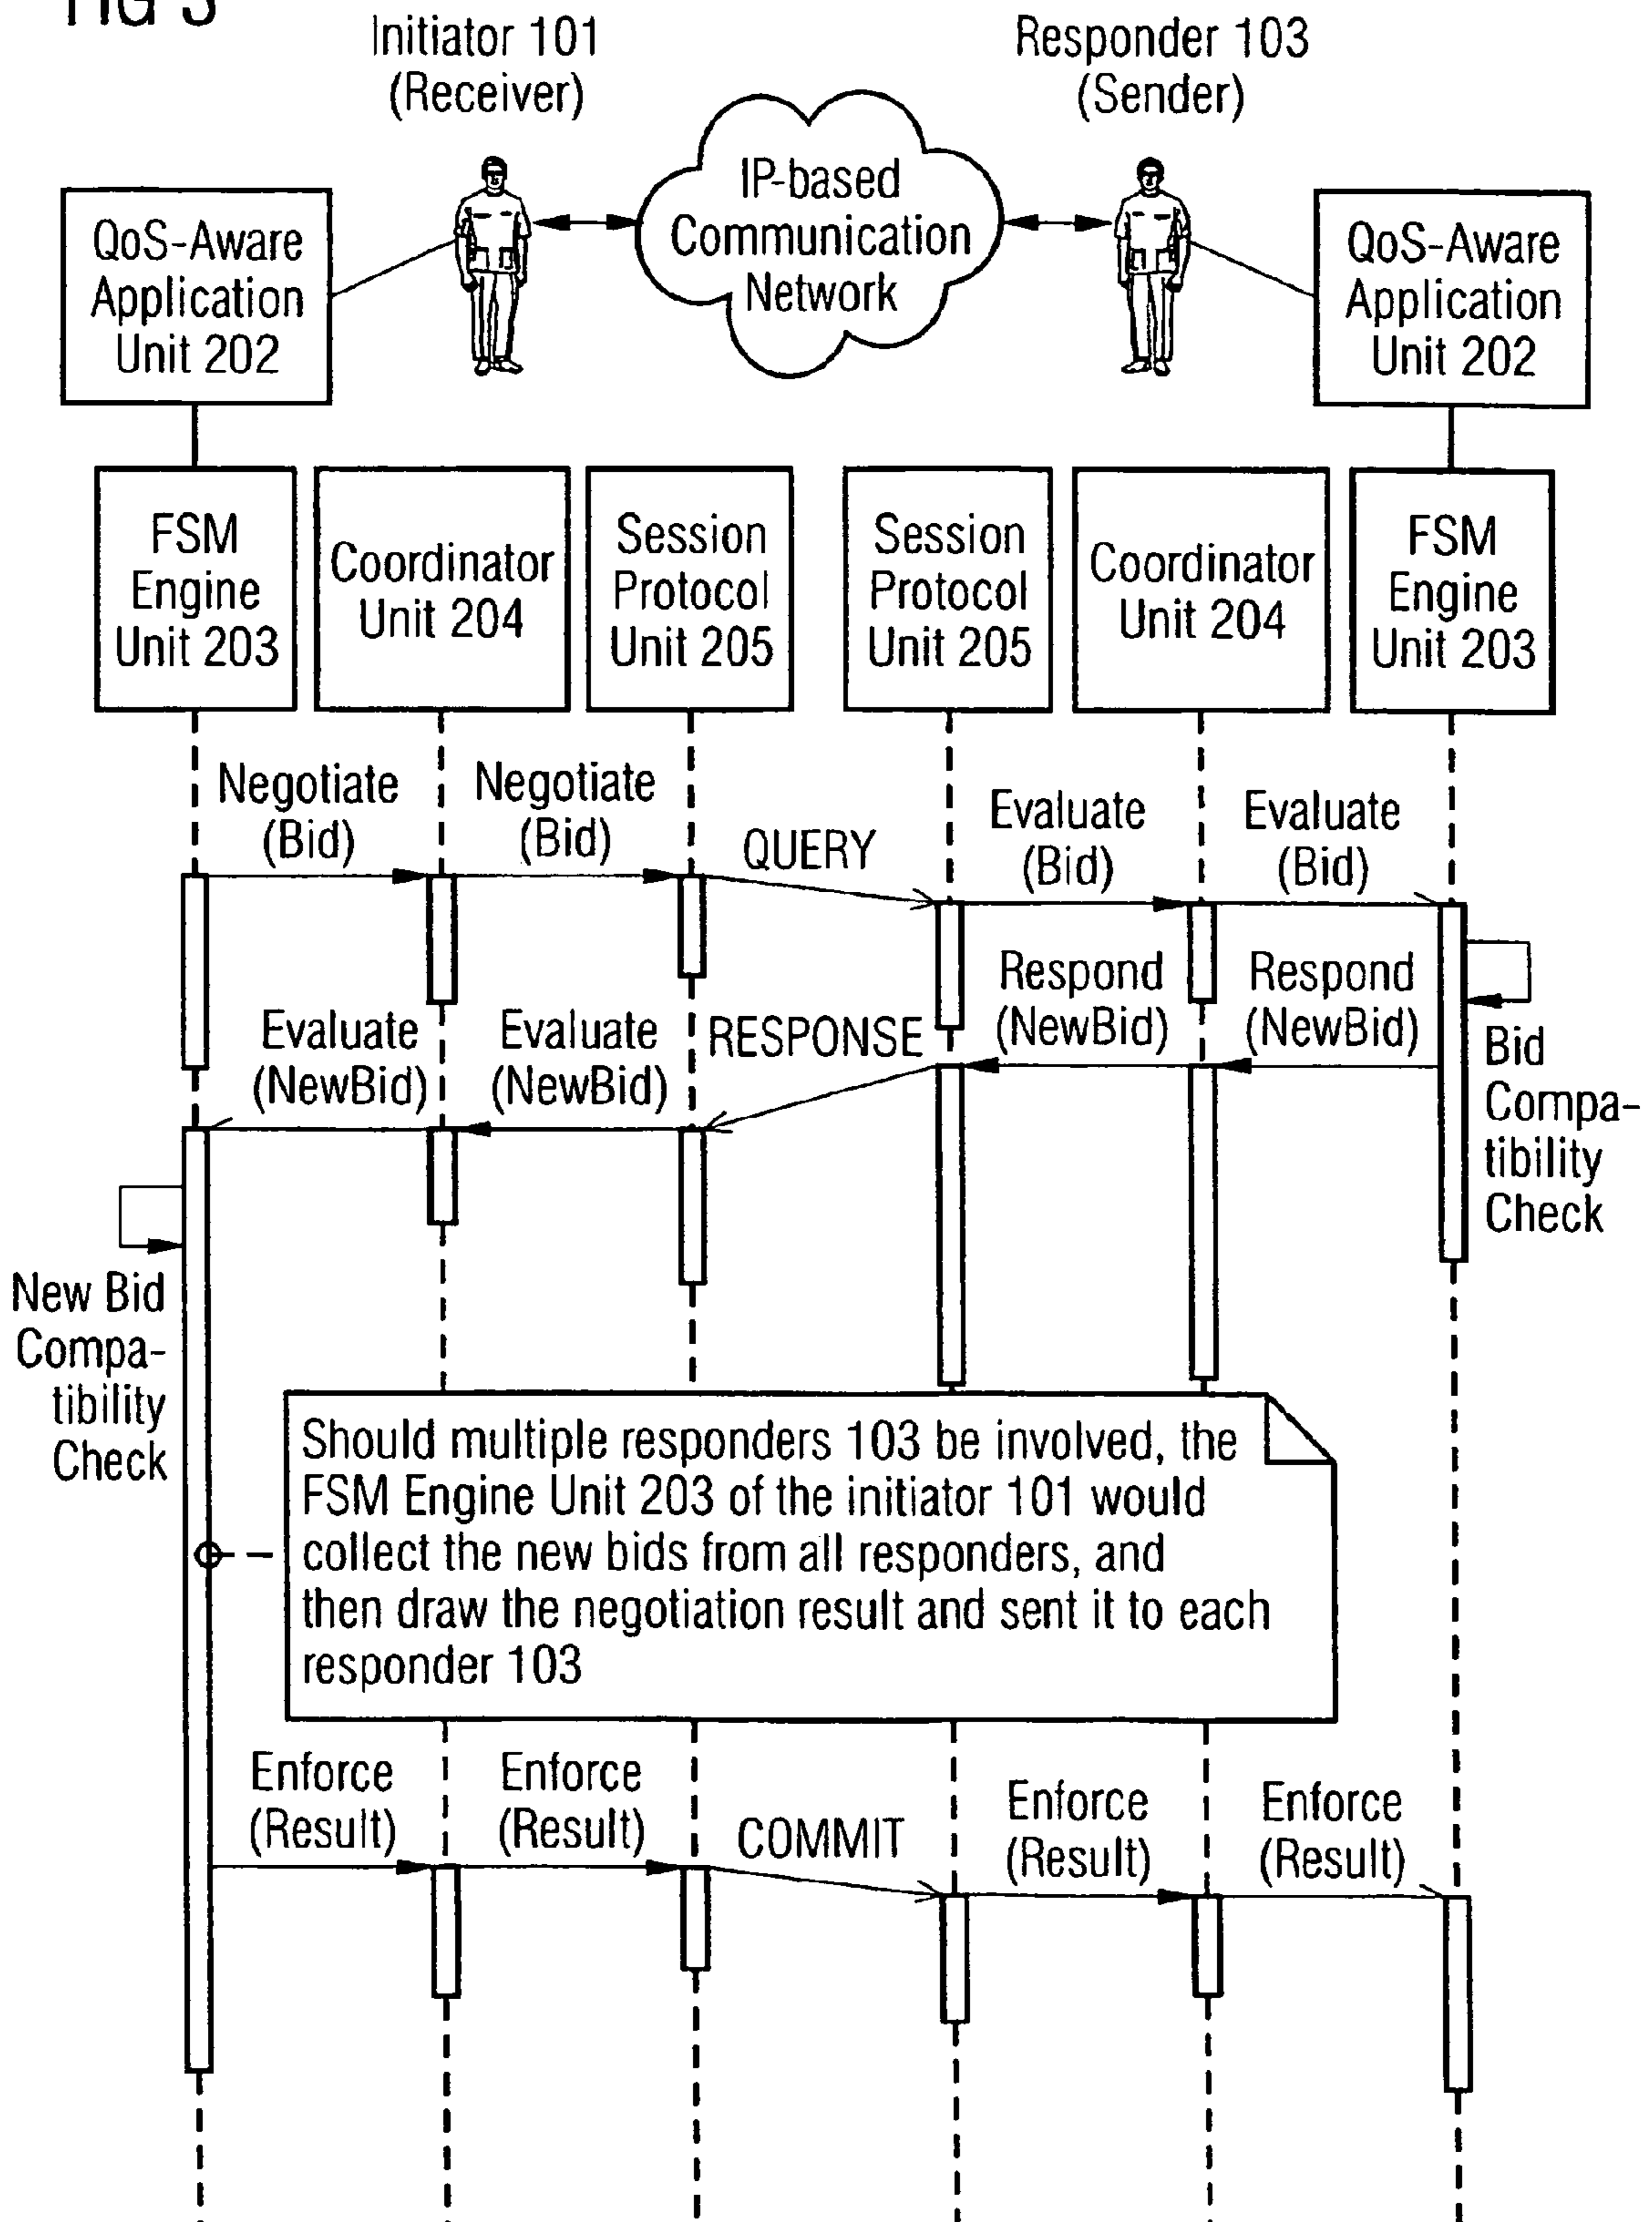 FIG 3
Initiator 101
(Receiver)
Responder 103
(Sender)
IP-based
Communication
Network
QoS-Aware
Application
Unit 202
QoS-Aware
Application
Unit 202
FSM
Engine
Unit 203
Coordinator
Unit 204
Session
Protocol
Unit 205
Session
Protocol
Unit 205
Coordinator
Unit 204
FSM
Engine
Unit 203
Negotiate
(Bid)
Negotiate
(Bid)
QUERY
Evaluate
(Bid)
Evaluate
(Bid)
Respond
(NewBid)
Respond
(NewBid)
RESPONSE
Evaluate
(NewBid)
Evaluate
(NewBid)
Bid
Compa-
tibility
Check
New Bid
Compa-
tibility
Check
Should multiple responders 103 be involved, the
FSM Engine Unit 203 of the initiator 101 would
collect the new bids from all responders, and
then draw the negotiation result and sent it to each
responder 103
Enforce
(Result)
Enforce
(Result)
COMMIT
Enforce
(Result)
Enforce
(Result)